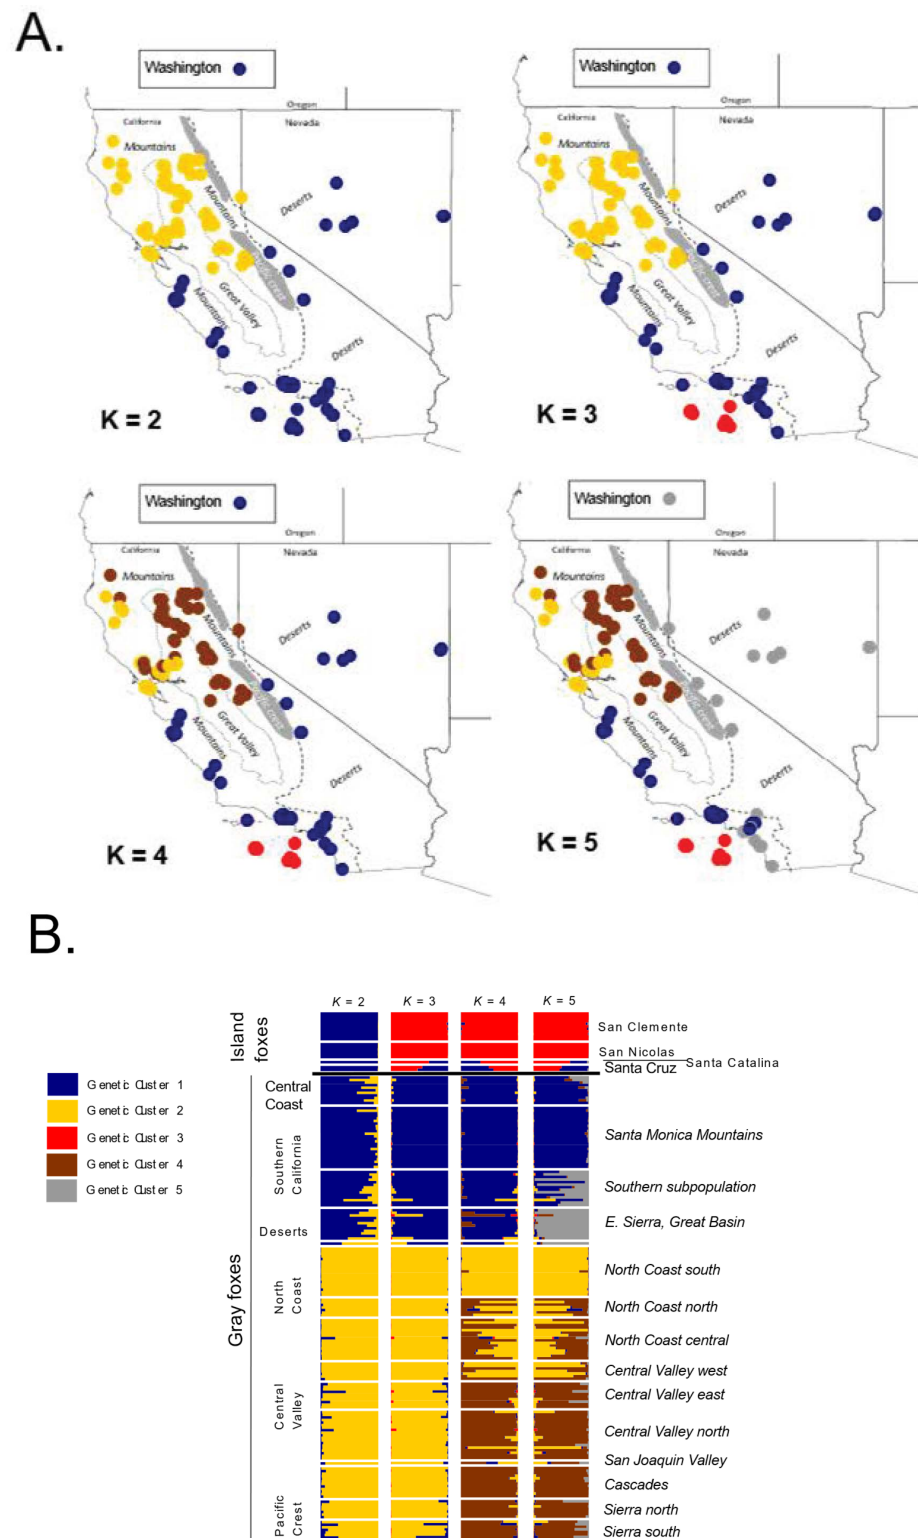 A.
Washington
Oregon
California
Nevada
Mountains
Deserts
Mountains
Mountains
Great Valley
Deserts
K = 2
Washington
Oregon
California
Nevada
Mountains
Deserts
Mountains
Mountains
Great Valley
Deserts
K = 3
Washington
Oregon
California
Nevada
Mountains
Deserts
Mountains
Mountains
Great Valley
Deserts
K = 4
Washington
Oregon
California
Nevada
Mountains
Deserts
Mountains
Mountains
Great Valley
Deserts
K = 5
B.
K = 2
K = 3
K = 4
K = 5
Island foxes
San Clemente
San Nicolas
Santa Catalina
Santa Cruz
Genetic Cluster 1
Genetic Cluster 2
Genetic Cluster 3
Genetic Cluster 4
Genetic Cluster 5
Gray foxes
Central
Coast
Southern
California
Santa Monica Mountains
Southern subpopulation
Deserts
E. Sierra, Great Basin
North
Coast
North Coast south
North Coast north
North Coast central
Central
Valley
Central Valley west
Central Valley east
Central Valley north
San Joaquin Valley
Pacific
Crest
Cascades
Sierra north
Sierra south